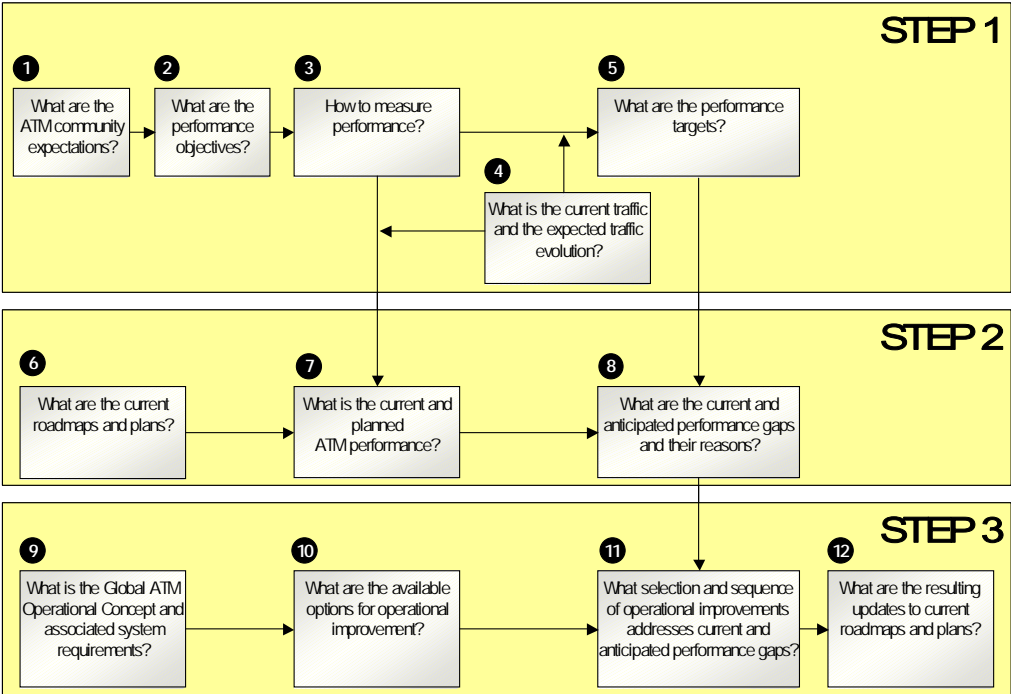 STEP 1
1
What are the
ATM community
expectations?
2
What are the
performance
objectives?
3
How to measure
performance?
4
What is the current traffic
and the expected traffic
evolution?
5
What are the performance
targets?
STEP 2
6
What are the current
roadmaps and plans?
7
What is the current and
planned
ATM performance?
8
What are the current and
anticipated performance gaps
and their reasons?
STEP 3
9
What is the Global ATM
Operational Concept and
associated system
requirements?
10
What are the available
options for operational
improvement?
11
What selection and sequence
of operational improvements
addresses current and
anticipated performance gaps?
12
What are the resulting
updates to current
roadmaps and plans?